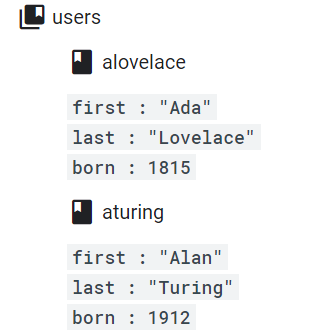 users
alovelace
first : "Ada"
last : "Lovelace"
born : 1815
aturing
first : "Alan"
last : "Turing"
born : 1912